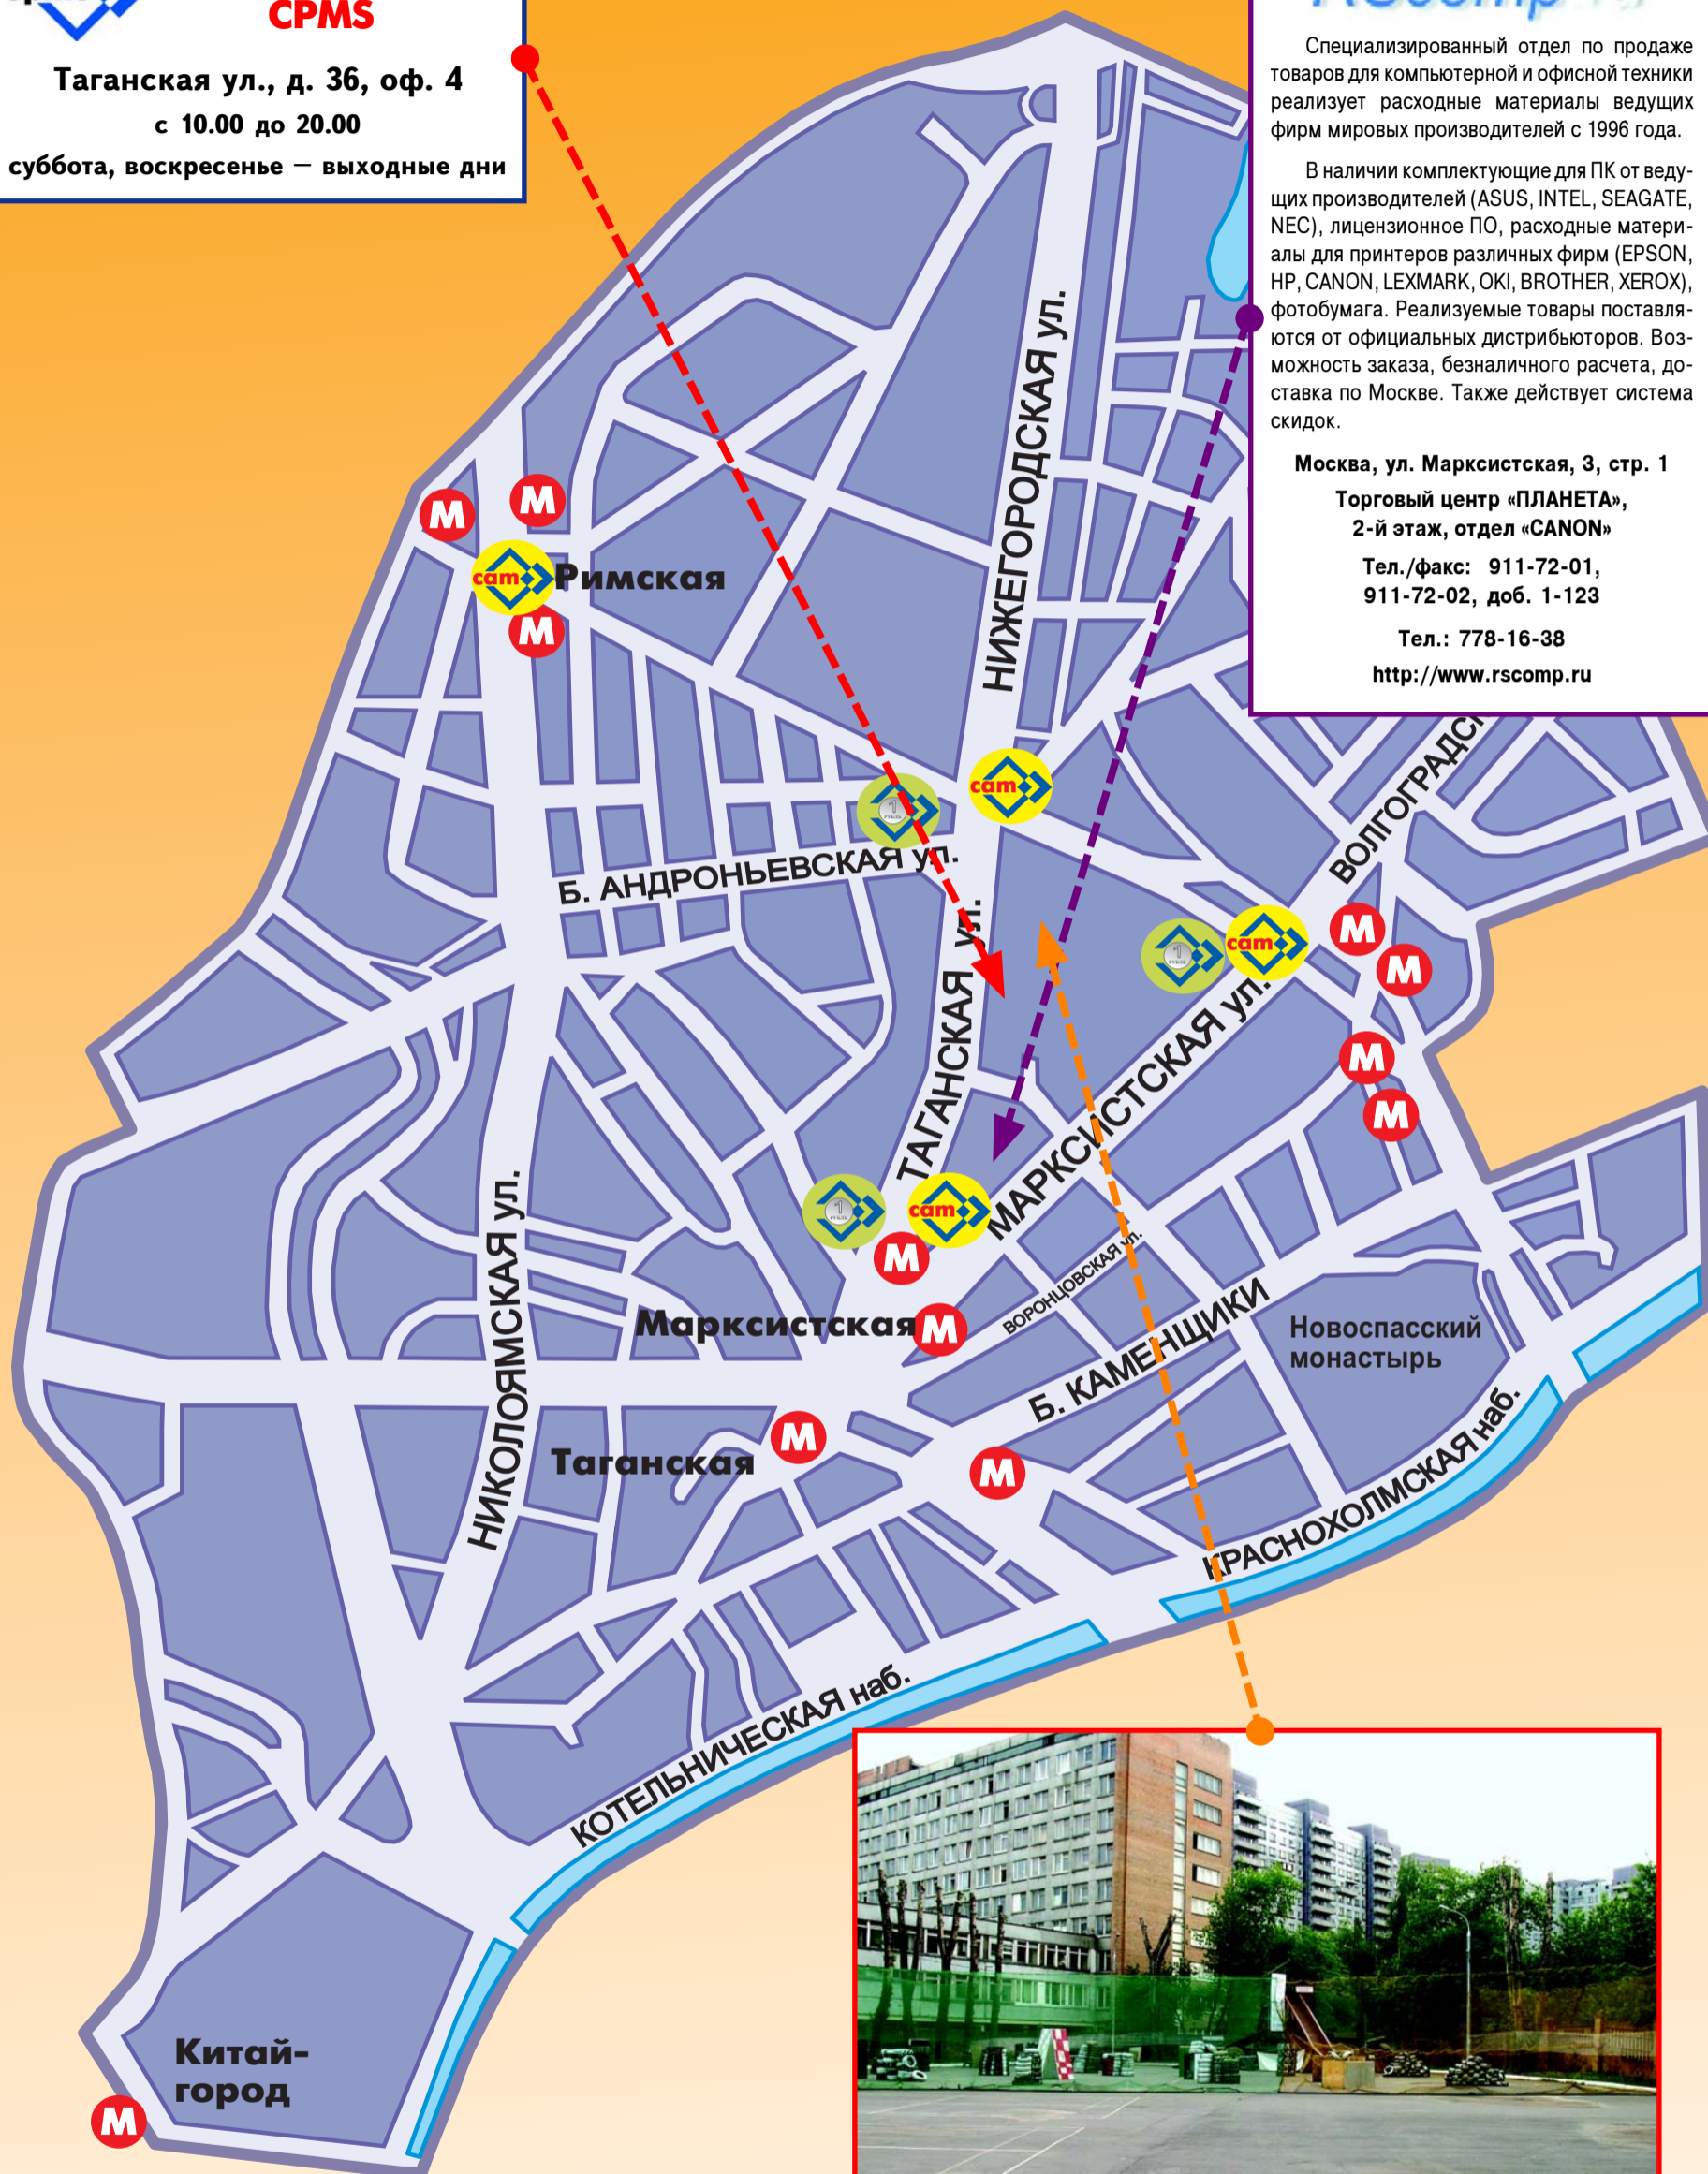 CPMS
Таганская ул., д. 36, оф. 4
с 10.00 до 20.00
суббота, воскресенье — выходные дни
Специализированный отдел по продаже
товаров для компьютерной и офисной техники
реализует расходные материалы ведущих
фирм мировых производителей с 1996 года.
В наличии комплектующие для ПК от веду-
щих производителей (ASUS, INTEL, SEAGATE,
NEC), лицензионное ПО, расходные матери-
алы для принтеров различных фирм (EPSON,
HP, CANON, LEXMARK, OKI, BROTHER, XEROX),
фотобумага. Реализуемые товары поставля-
ются от официальных дистрибьюторов. Воз-
можность заказа, безналичного расчета, до-
ставка по Москве. Также действует система
скидок.
Москва, ул. Марксистская, 3, стр. 1
Торговый центр «ПЛАНЕТА»,
2-й этаж, отдел «CANON»
Тел./факс: 911-72-01,
911-72-02, доб. 1-123
Тел.: 778-16-38
http://www.rscomp.ru
НИЖЕГОРОДСКАЯ ул.
М
М
cam
Римская
М
cam
1
РУБЛЬ
Б. АНДРОНЬЕВСКАЯ ул.
ТАГАНСКАЯ ул.
1
РУБЛЬ
cam
М
М
М
М
МАРКСИСТСКАЯ ул.
НИКОЛОЯМСКАЯ ул.
1
РУБЛЬ
cam
М
Марксистская
М
ВОРОНЦОВСКАЯ ул.
Б. КАМЕНЩИКИ
Новоспасский
монастырь
Таганская
М
М
КРАСНОХОЛМСКАЯ наб.
КОТЕЛЬНИЧЕСКАЯ наб.
Китай-
город
М